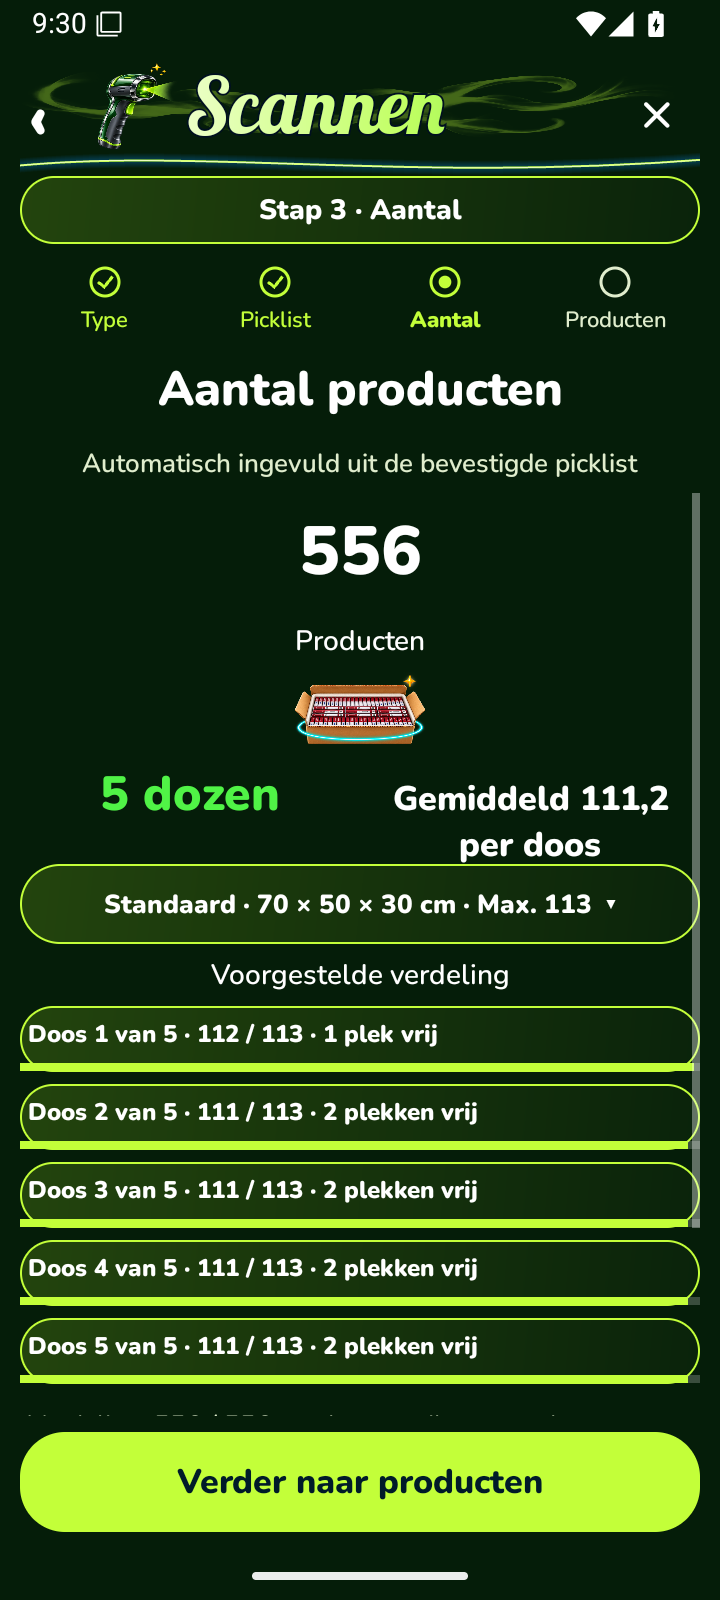 9:30
Scannen
Stap 3 · Aantal
Type
Picklist
Aantal
Producten
Aantal producten
Automatisch ingevuld uit de bevestigde picklist
556
Producten
5 dozen
Gemiddeld 111,2
per doos
Standaard · 70 × 50 × 30 cm · Max. 113 ▼
Voorgestelde verdeling
Doos 1 van 5 · 112 / 113 · 1 plek vrij
Doos 2 van 5 · 111 / 113 · 2 plekken vrij
Doos 3 van 5 · 111 / 113 · 2 plekken vrij
Doos 4 van 5 · 111 / 113 · 2 plekken vrij
Doos 5 van 5 · 111 / 113 · 2 plekken vrij
Verder naar producten